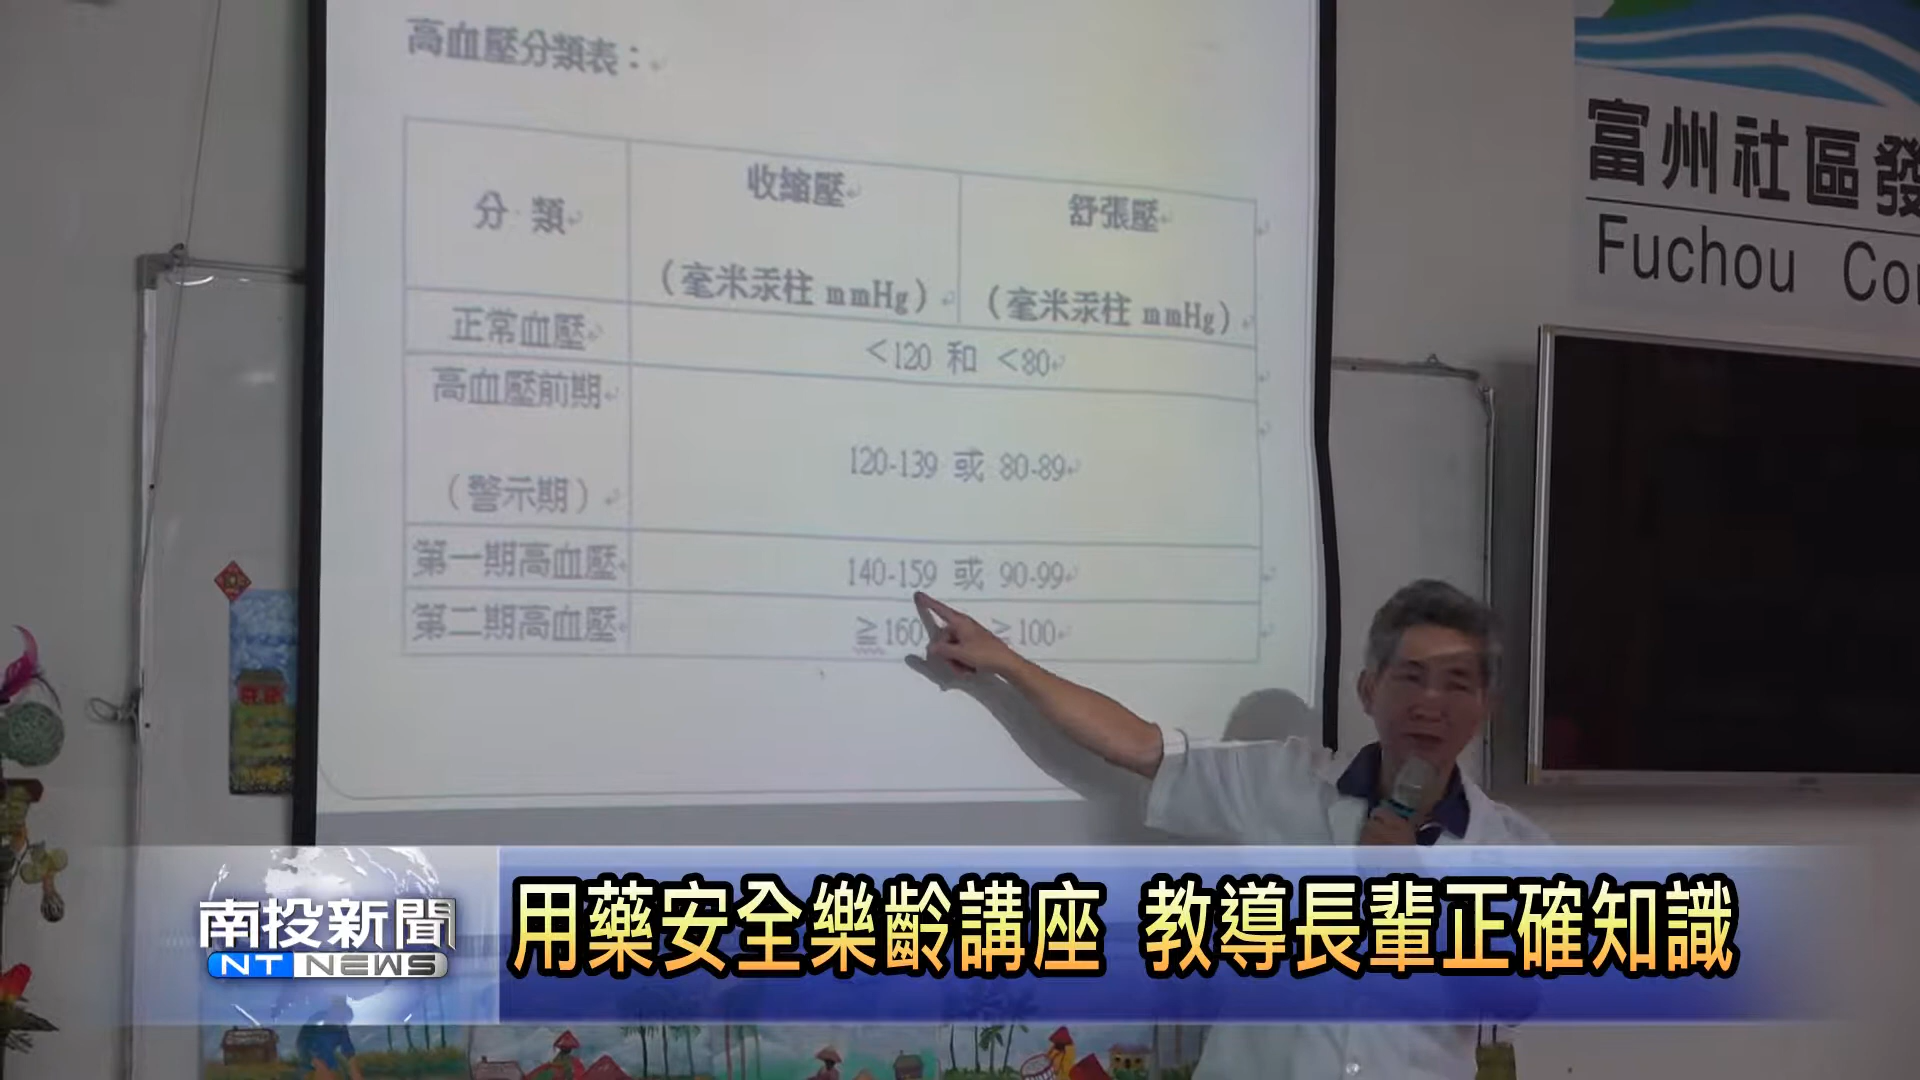 高血壓分類表：
分 類
收縮壓
(毫米汞柱 mmHg)
舒張壓
(毫米汞柱 mmHg)
正常血壓
<120 和 <80
高血壓前期
(警示期)
120-139 或 80-89
第一期高血壓
140-159 或 90-99
第二期高血壓
≧160
≧100
富州社區發
Fuchou Co
南投新聞
NT NEWS
用藥安全樂齡講座 教導長輩正確知識